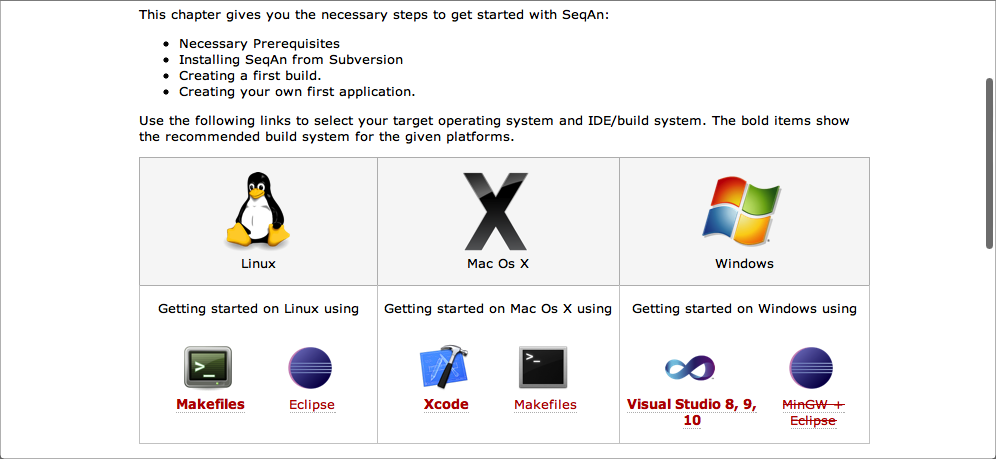 This chapter gives you the necessary steps to get started with SeqAn:
Necessary Prerequisites
Installing SeqAn from Subversion
Creating a first build.
Creating your own first application.
Use the following links to select your target operating system and IDE/build system. The bold items show
the recommended build system for the given platforms.
Linux
Mac Os X
Windows
Getting started on Linux using
Getting started on Mac Os X using
Getting started on Windows using
Makefiles
Eclipse
Xcode
Makefiles
Visual Studio 8, 9,
10
MinGW +
Eclipse